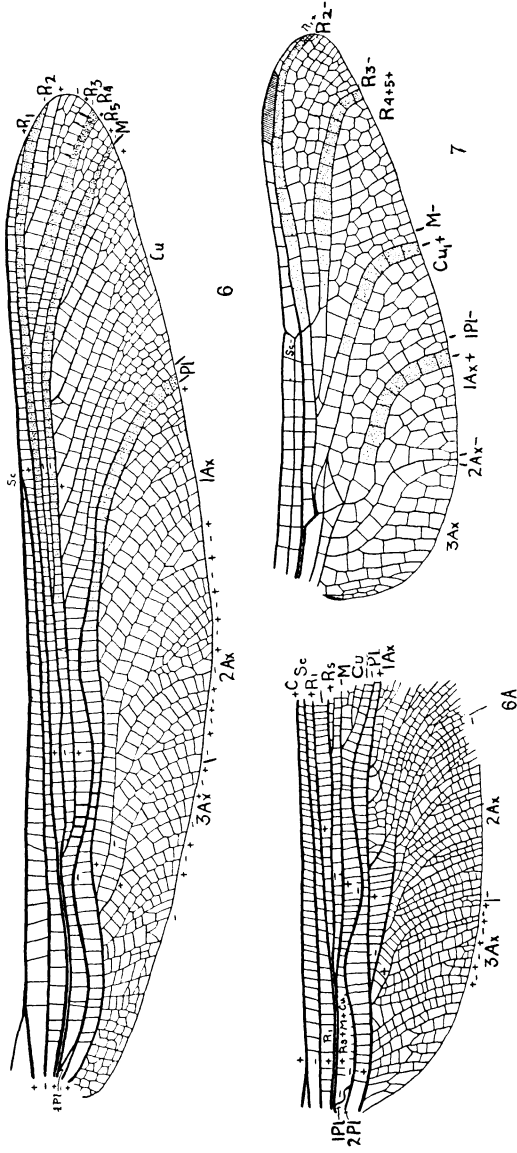 +R1
-R2
+
-R3
+R4
-R5
+M
Cu
Pl
+
1Ax
2Ax
3Ax
Sc
1Pl
6
R2-
R3-
R4+5+
M-
Cu1+
1Pl-
1Ax+
2Ax-
3Ax
Sc-
7
+C
Sc
+R1
+Rs
-M
Cu
-Pl
+1Ax
2Ax
3Ax
R1
+Rs+M+Cu
1Pl
2Pl
6A